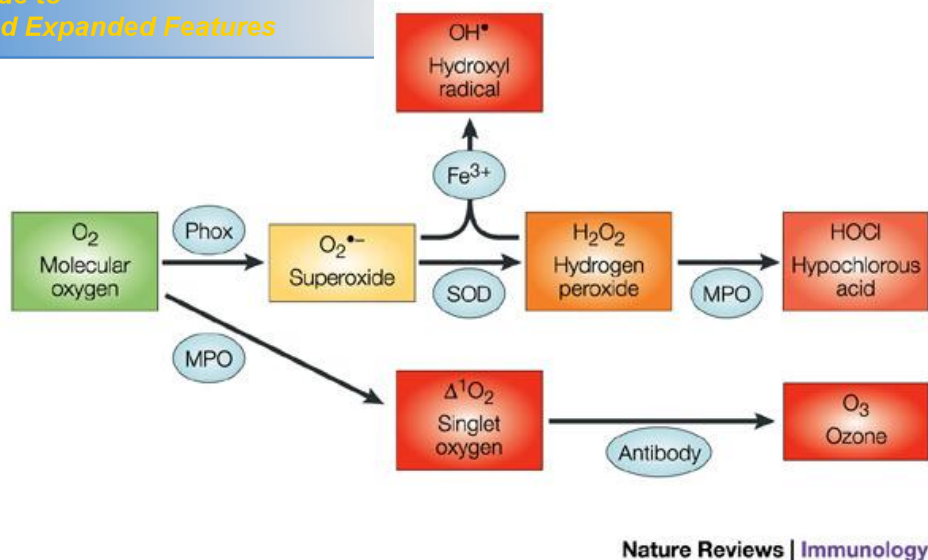 d Expanded Features
OH•
Hydroxyl
radical
Fe³⁺
O₂
Molecular
oxygen
Phox
O₂•−
Superoxide
SOD
H₂O₂
Hydrogen
peroxide
MPO
HOCl
Hypochlorous
acid
MPO
Δ¹O₂
Singlet
oxygen
Antibody
O₃
Ozone
Nature Reviews | Immunology